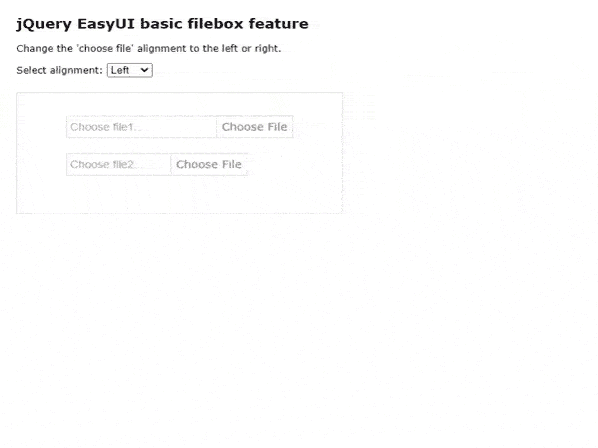 jQuery EasyUI basic filebox feature
Change the 'choose file' alignment to the left or right.
Select alignment: Left
Choose file1... Choose File
Choose file2... Choose File